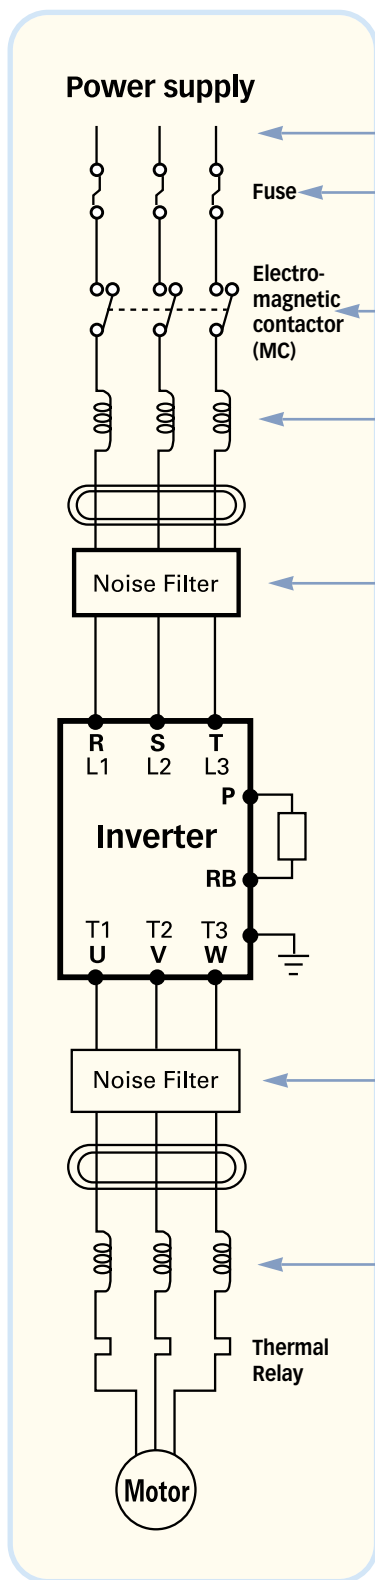 Power supply
Fuse
Electro-
magnetic
contactor
(MC)
Noise Filter
R S T
L1 L2 L3
P
Inverter
RB
T1 T2 T3
U V W
Noise Filter
Thermal
Relay
Motor